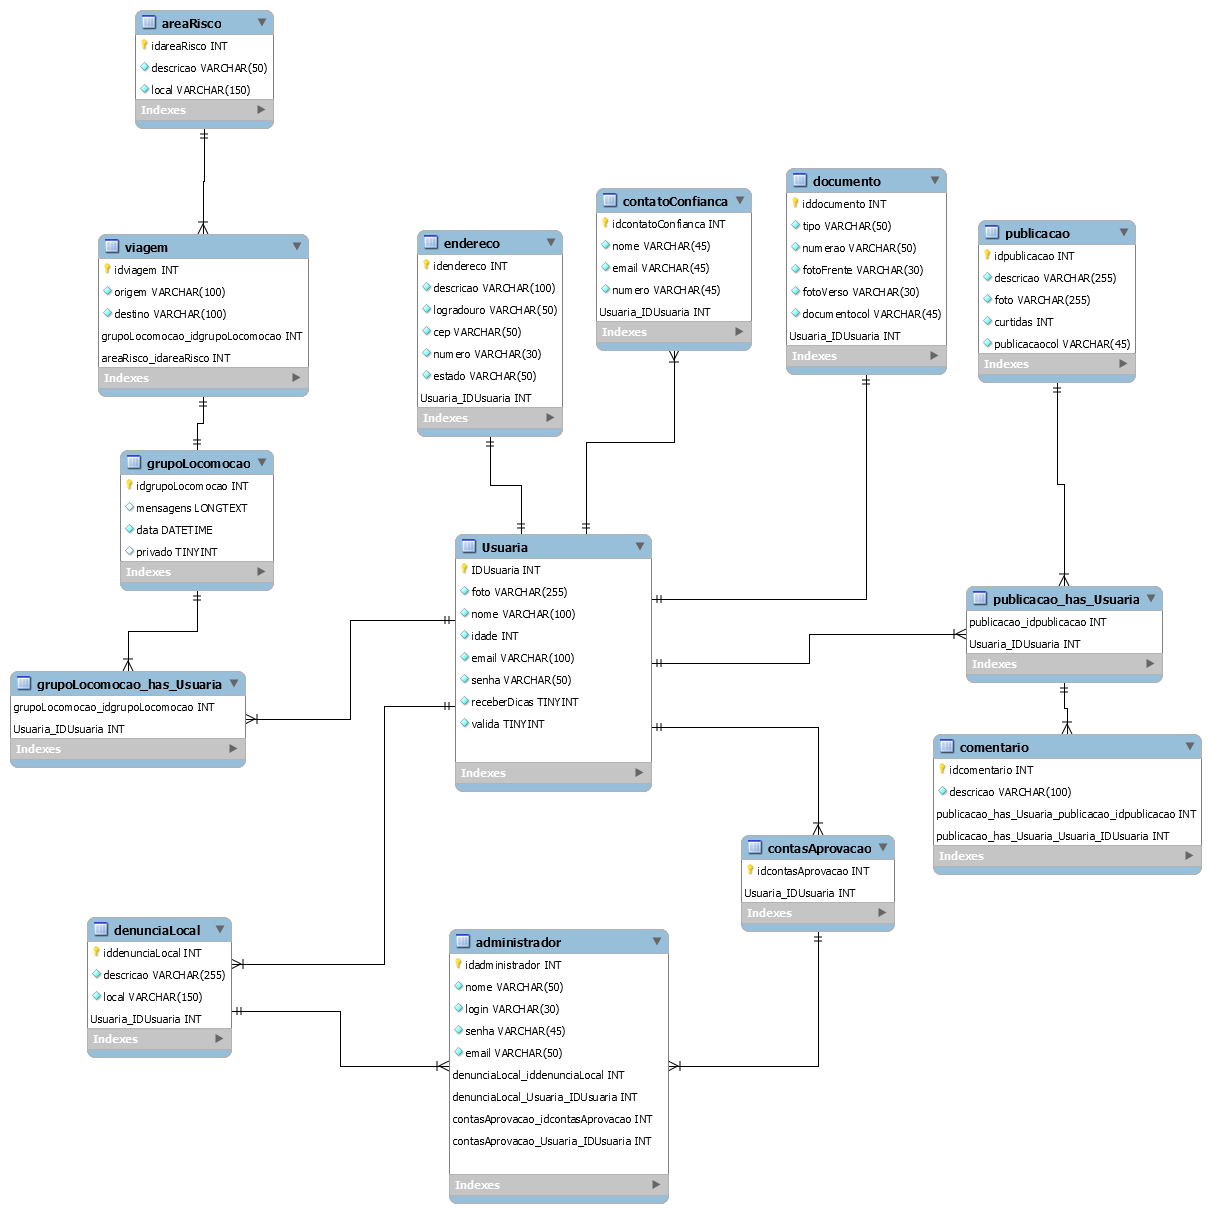 areaRisco
idareaRisco INT
descricao VARCHAR(50)
local VARCHAR(150)
Indexes
viagem
idviagem INT
origem VARCHAR(100)
destino VARCHAR(100)
grupoLocomocao_idgrupoLocomocao INT
areaRisco_idareaRisco INT
Indexes
grupoLocomocao
idgrupoLocomocao INT
mensagens LONGTEXT
data DATETIME
privado TINYINT
Indexes
grupoLocomocao_has_Usuaria
grupoLocomocao_idgrupoLocomocao INT
Usuaria_IDUsuaria INT
Indexes
endereco
idendereco INT
descricao VARCHAR(100)
logradouro VARCHAR(50)
cep VARCHAR(50)
numero VARCHAR(30)
estado VARCHAR(50)
Usuaria_IDUsuaria INT
Indexes
contatoConfianca
idcontatoConfianca INT
nome VARCHAR(45)
email VARCHAR(45)
numero VARCHAR(45)
Usuaria_IDUsuaria INT
Indexes
documento
iddocumento INT
tipo VARCHAR(50)
numerao VARCHAR(50)
fotoFrente VARCHAR(30)
fotoVerso VARCHAR(30)
documentocol VARCHAR(45)
Usuaria_IDUsuaria INT
Indexes
publicacao
idpublicacao INT
descricao VARCHAR(255)
foto VARCHAR(255)
curtidas INT
publicacaocol VARCHAR(45)
Indexes
Usuaria
IDUsuaria INT
foto VARCHAR(255)
nome VARCHAR(100)
idade INT
email VARCHAR(100)
senha VARCHAR(50)
receberDicas TINYINT
valida TINYINT
Indexes
publicacao_has_Usuaria
publicacao_idpublicacao INT
Usuaria_IDUsuaria INT
Indexes
comentario
idcomentario INT
descricao VARCHAR(100)
publicacao_has_Usuaria_publicacao_idpublicacao INT
publicacao_has_Usuaria_Usuaria_IDUsuaria INT
Indexes
contasAprovacao
idcontasAprovacao INT
Usuaria_IDUsuaria INT
Indexes
denunciaLocal
iddenunciaLocal INT
descricao VARCHAR(255)
local VARCHAR(150)
Usuaria_IDUsuaria INT
Indexes
administrador
idadministrador INT
nome VARCHAR(50)
login VARCHAR(30)
senha VARCHAR(45)
email VARCHAR(50)
denunciaLocal_iddenunciaLocal INT
denunciaLocal_Usuaria_IDUsuaria INT
contasAprovacao_idcontasAprovacao INT
contasAprovacao_Usuaria_IDUsuaria INT
Indexes